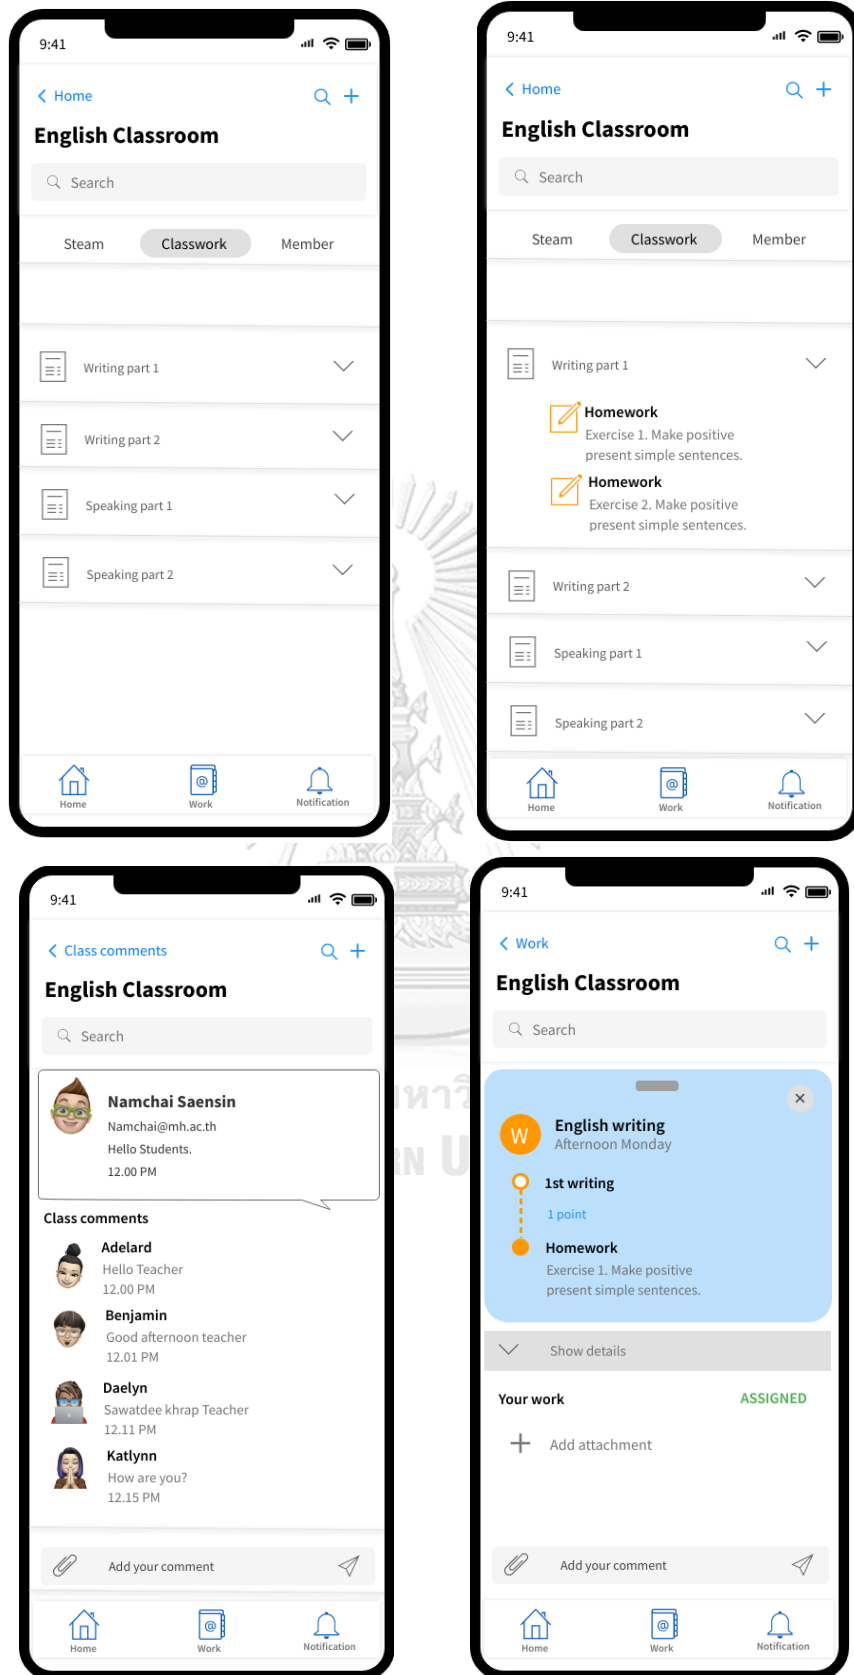 9:41
Home
English Classroom
Search
Steam Classwork Member
Writing part 1
Writing part 2
Speaking part 1
Speaking part 2
Home Work Notification
9:41
Home
English Classroom
Search
Steam Classwork Member
Writing part 1
Homework
Exercise 1. Make positive
present simple sentences.
Homework
Exercise 2. Make positive
present simple sentences.
Writing part 2
Speaking part 1
Speaking part 2
Home Work Notification
9:41
Class comments
English Classroom
Search
Namchai Saensin
Namchai@mh.ac.th
Hello Students.
12.00 PM
Class comments
Adelard
Hello Teacher
12.00 PM
Benjamin
Good afternoon teacher
12.01 PM
Daelyn
Sawatdee khrap Teacher
12.11 PM
Katlynn
How are you?
12.15 PM
Add your comment
Home Work Notification
9:41
Work
English Classroom
Search
W
English writing
Afternoon Monday
1st writing
1 point
Homework
Exercise 1. Make positive
present simple sentences.
Show details
Your work ASSIGNED
Add attachment
Add your comment
Home Work Notification